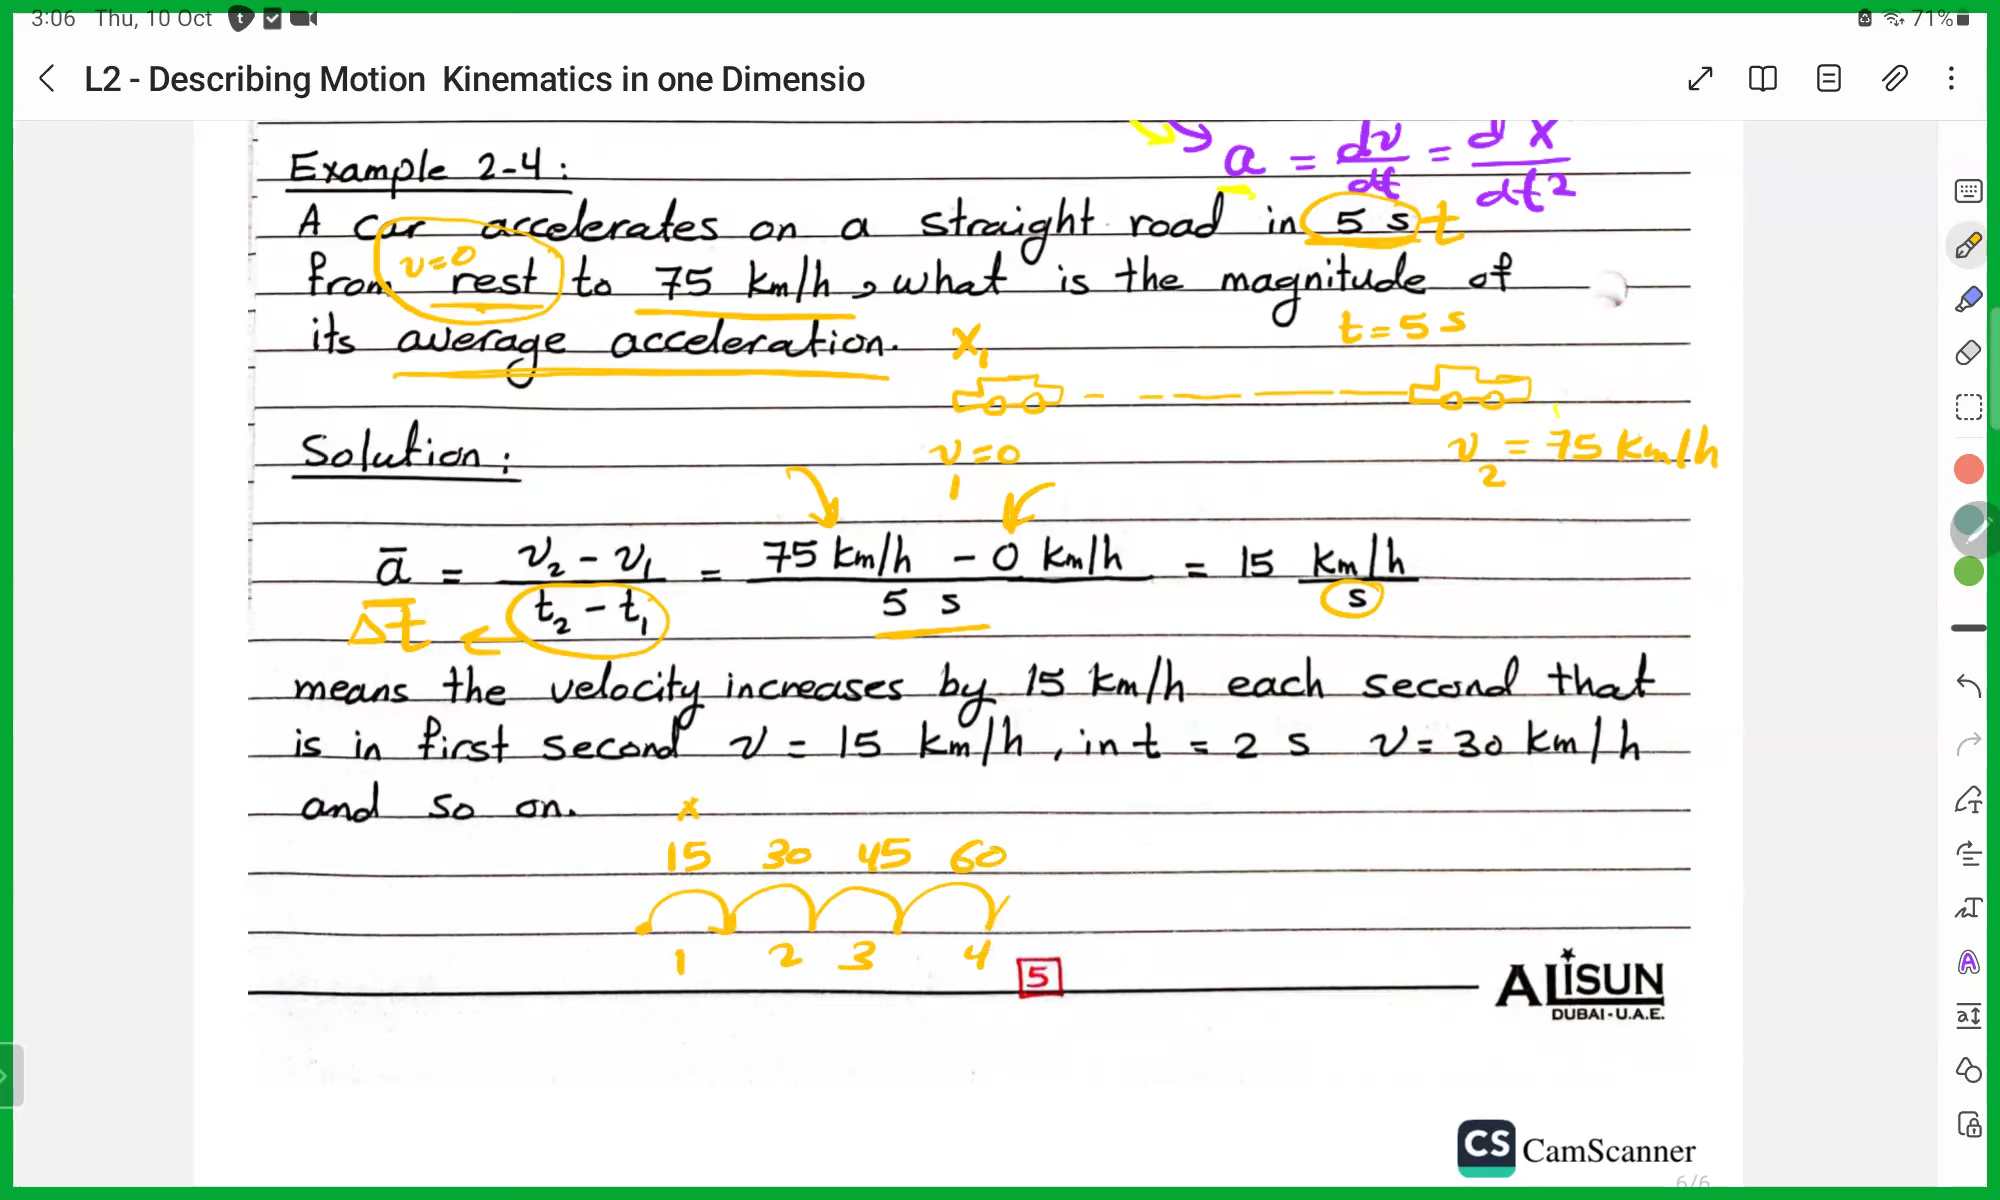 3:06 Thu, 10 Oct t 71%
L2 - Describing Motion Kinematics in one Dimensio
a = dv/dt = dx/dt2
Example 2-4:
A car accelerates on a straight road in 5 s t
v=0
from rest to 75 km/h, what is the magnitude of
its average acceleration.
t=5 s
x1
Solution:
v1=0
v2 = 75 Km/h
ā = v2 - v1 / t2 - t1 = 75 km/h - 0 km/h / 5 s = 15 km/h / s
Δt
means the velocity increases by 15 km/h each second that
is in first second v = 15 km/h, in t = 2 s v = 30 km/h
and so on.
x
15 30 45 60
1 2 3 4
5
ALiSUN
DUBAI - U.A.E.
CS CamScanner
6/6